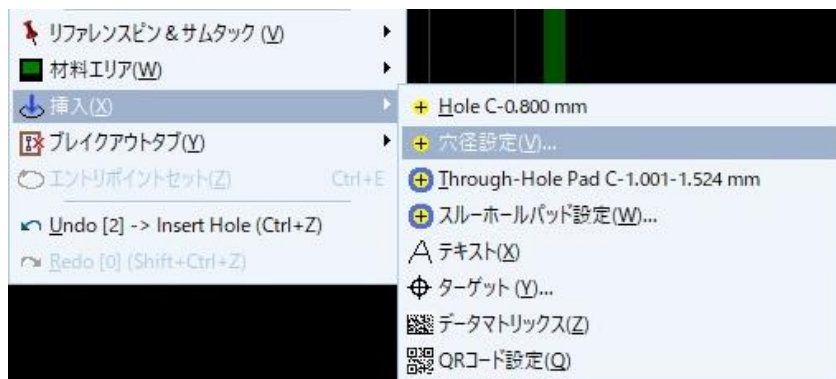 リファレンスピン＆サムタック (V)
材料エリア(W)
挿入(X)
ブレイクアウトタブ(Y)
エントリポイントセット(Z) Ctrl+E
Undo [2] -> Insert Hole (Ctrl+Z)
Redo [0] (Shift+Ctrl+Z)
Hole C-0.800 mm
穴径設定(V)...
Through-Hole Pad C-1.001-1.524 mm
スルーホールパッド設定(W)...
テキスト(X)
ターゲット (Y)...
データマトリックス(Z)
QRコード設定(Q)